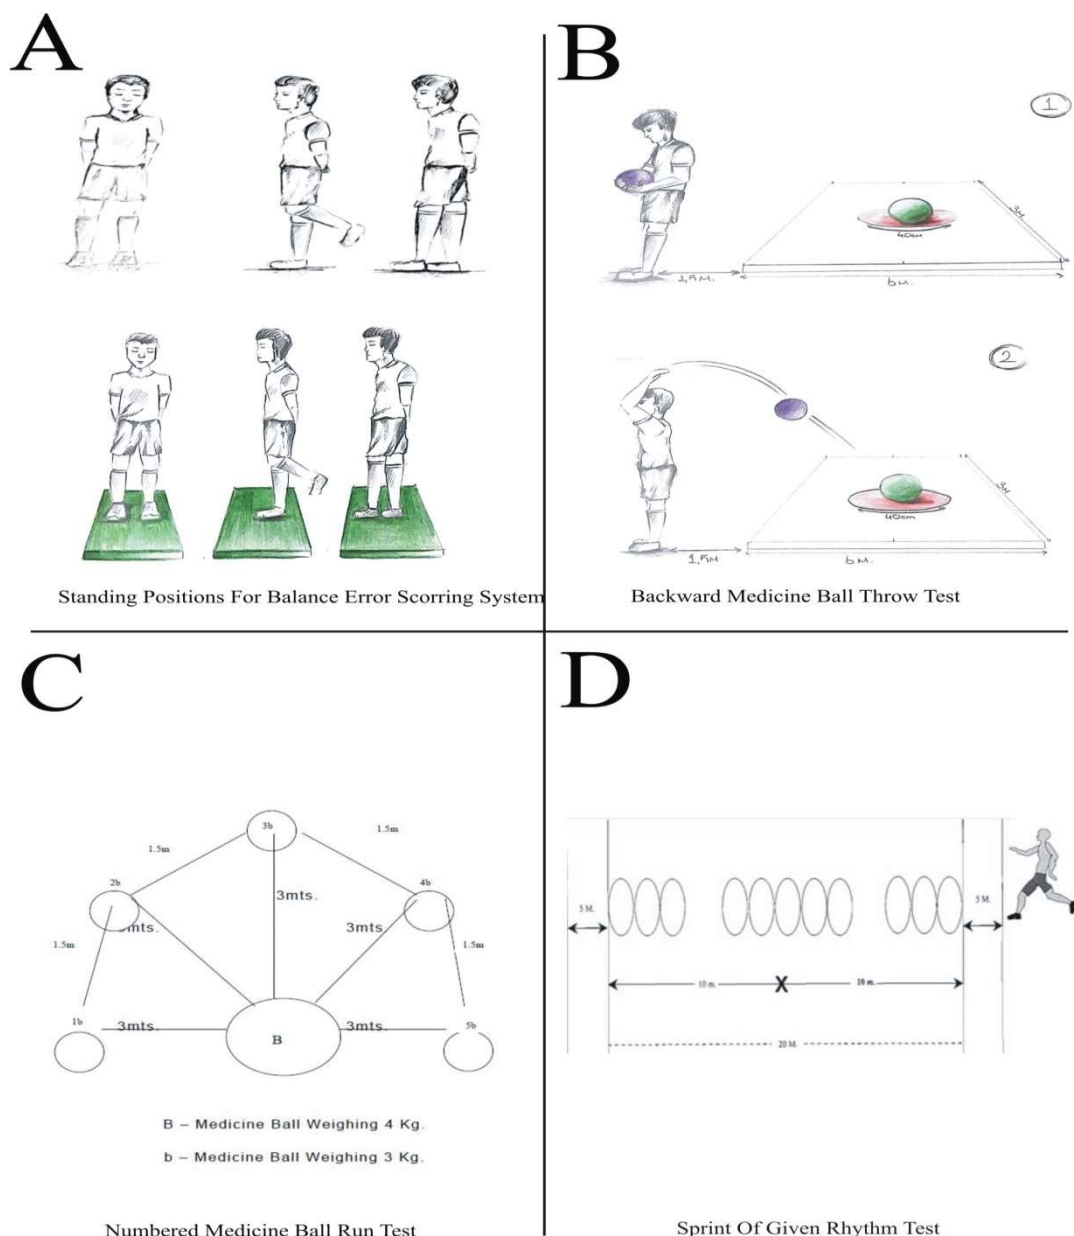 A
Standing Positions For Balance Error Scorring System
B
1
3M
40cm
1,5M.
6M.
2
3M
40cm
1,5M
6M.
Backward Medicine Ball Throw Test
C
3b
1.5m
1.5m
2b
3mts.
4b
3mts.
3mts.
1.5m
1.5m
1b
3mts.
B
3mts.
5b
B – Medicine Ball Weighing 4 Kg.
b – Medicine Ball Weighing 3 Kg.
Numbered Medicine Ball Run Test
D
5 M.
5 M.
10 m.
X
10 m.
20 M.
Sprint Of Given Rhythm Test